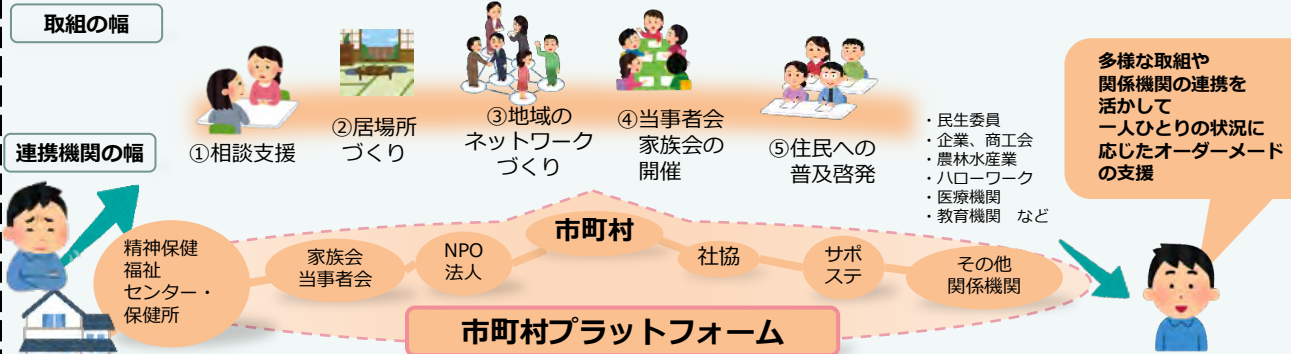 取組の幅
①相談支援
②居場所
づくり
③地域の
ネットワーク
づくり
④当事者会
家族会の
開催
⑤住民への
普及啓発
・民生委員
・企業、商工会
・農林水産業
・ハローワーク
・医療機関
・教育機関　など
多様な取組や
関係機関の連携を
活かして
一人ひとりの状況に
応じたオーダーメード
の支援
連携機関の幅
精神保健
福祉
センター・
保健所
家族会
当事者会
NPO
法人
市町村
社協
サポ
ステ
その他
関係機関
市町村プラットフォーム